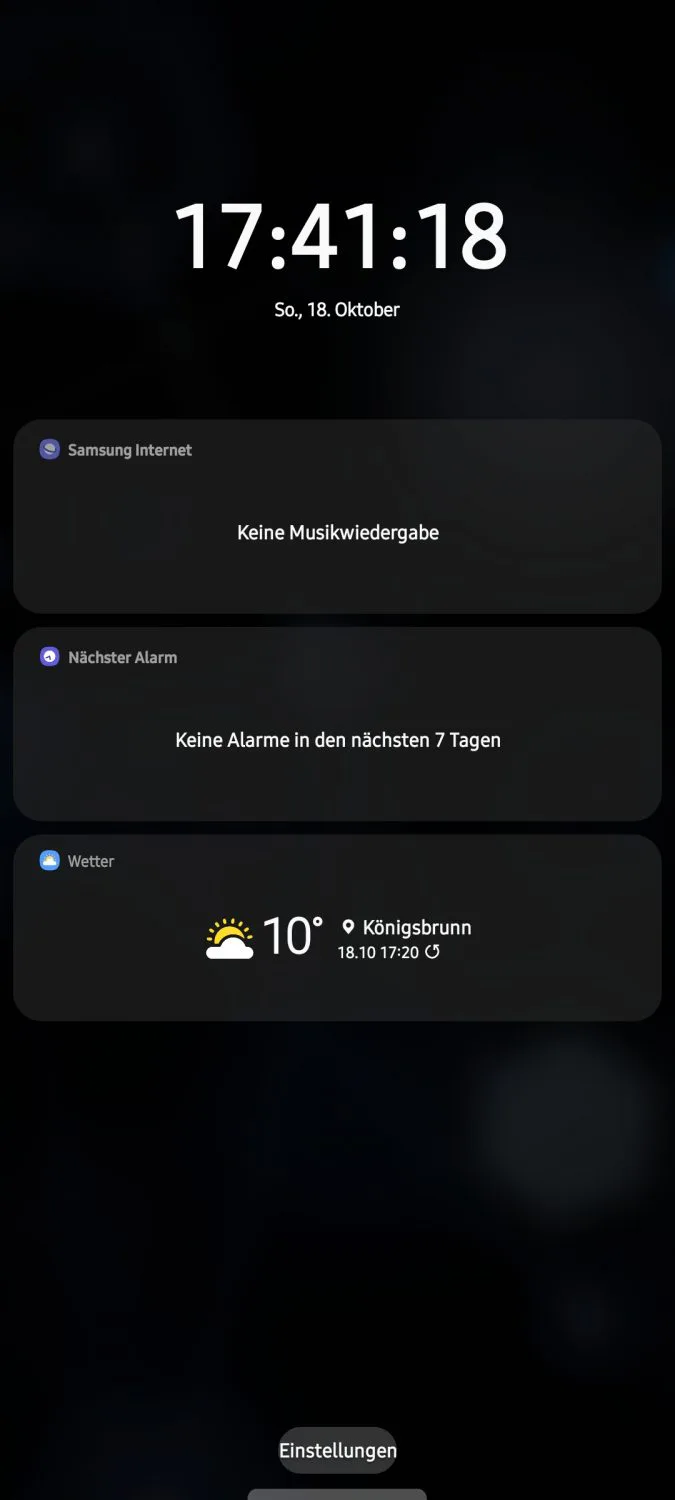 17:41:18
So., 18. Oktober
Samsung Internet
Keine Musikwiedergabe
Nächster Alarm
Keine Alarme in den nächsten 7 Tagen
Wetter
10°
Königsbrunn
18.10 17:20
Einstellungen